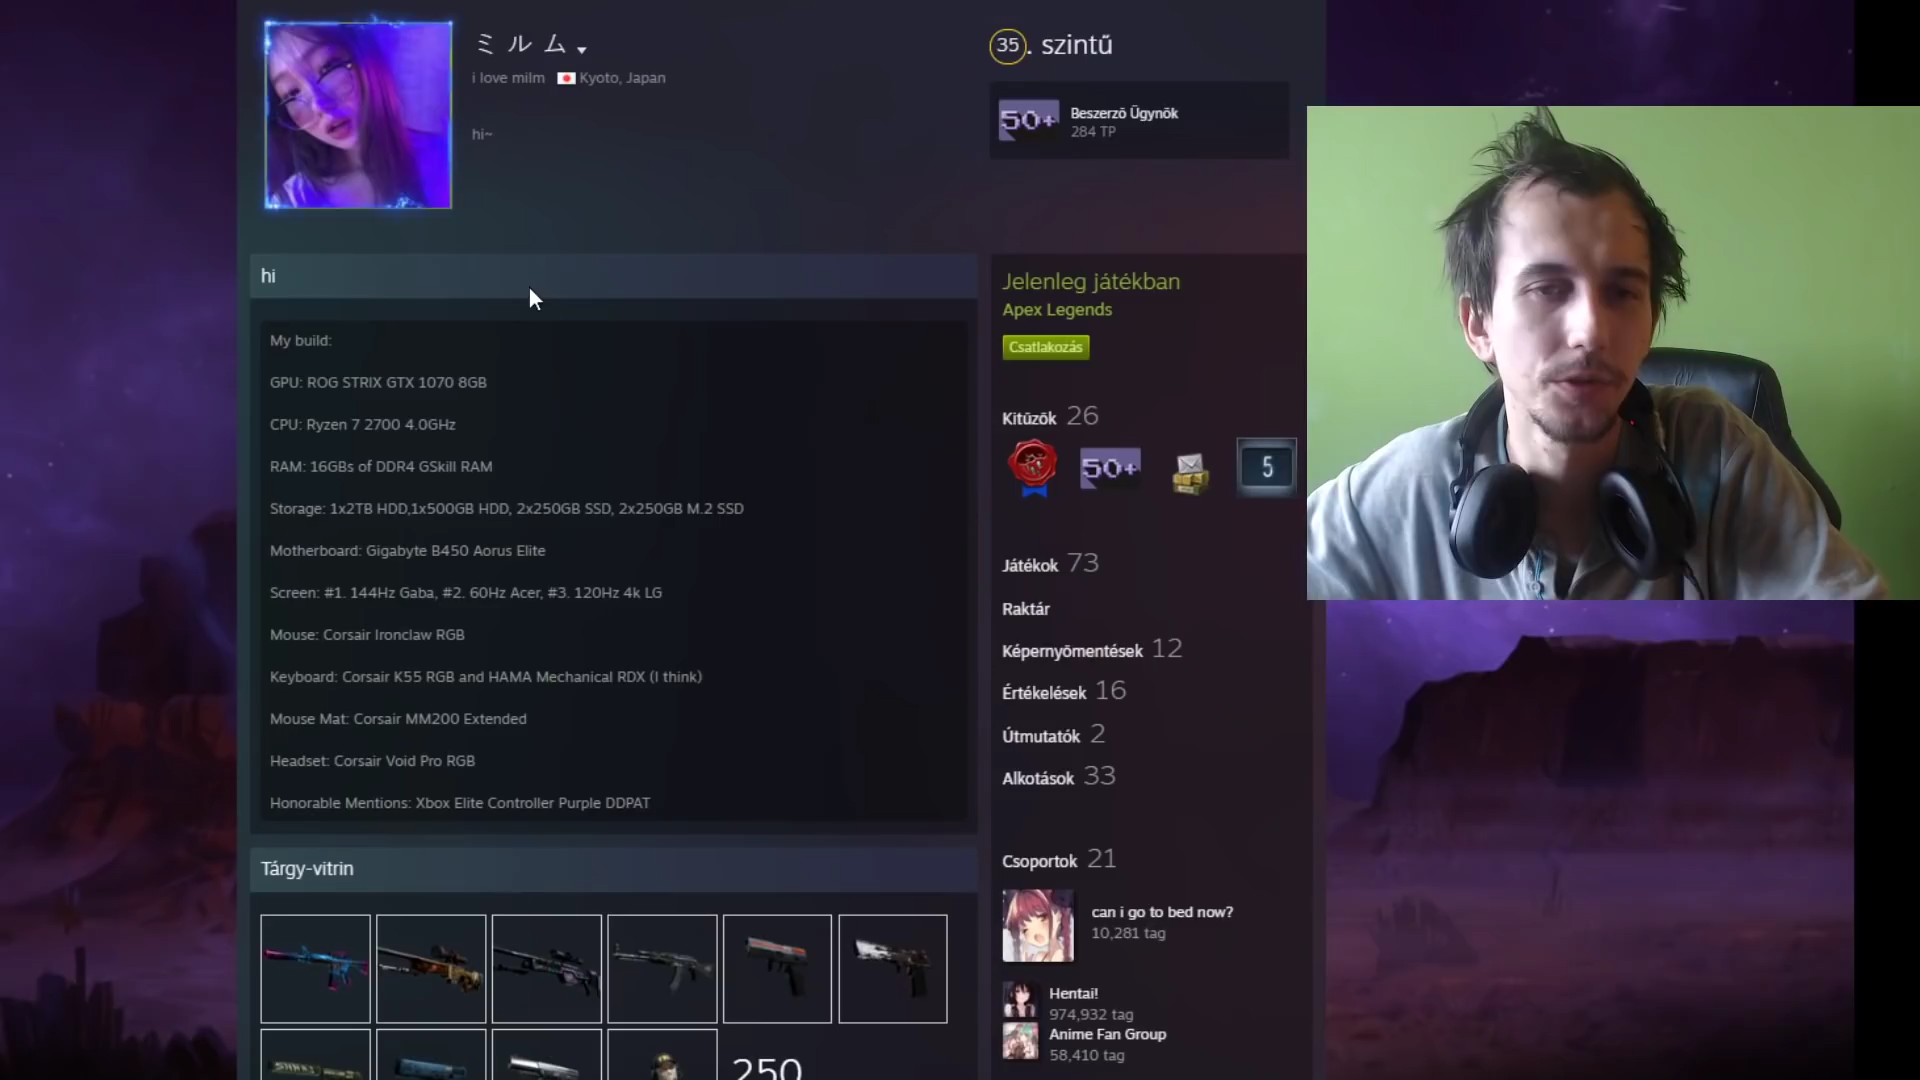 ミ ル ム
i love milm Kyoto, Japan
hi~
35. szintű
50+
Beszerző Ügynök
284 TP
hi
My build:
GPU: ROG STRIX GTX 1070 8GB
CPU: Ryzen 7 2700 4.0GHz
RAM: 16GBs of DDR4 GSkill RAM
Storage: 1x2TB HDD,1x500GB HDD, 2x250GB SSD, 2x250GB M.2 SSD
Motherboard: Gigabyte B450 Aorus Elite
Screen: #1. 144Hz Gaba, #2. 60Hz Acer, #3. 120Hz 4k LG
Mouse: Corsair Ironclaw RGB
Keyboard: Corsair K55 RGB and HAMA Mechanical RDX (I think)
Mouse Mat: Corsair MM200 Extended
Headset: Corsair Void Pro RGB
Honorable Mentions: Xbox Elite Controller Purple DDPAT
Tárgy-vitrin
250
Jelenleg játékban
Apex Legends
Csatlakozás
Kitűzők 26
50+
5
Játékok 73
Raktár
Képernyőmentések 12
Értékelések 16
Útmutatók 2
Alkotások 33
Csoportok 21
can i go to bed now?
10,281 tag
Hentai!
974,932 tag
Anime Fan Group
58,410 tag